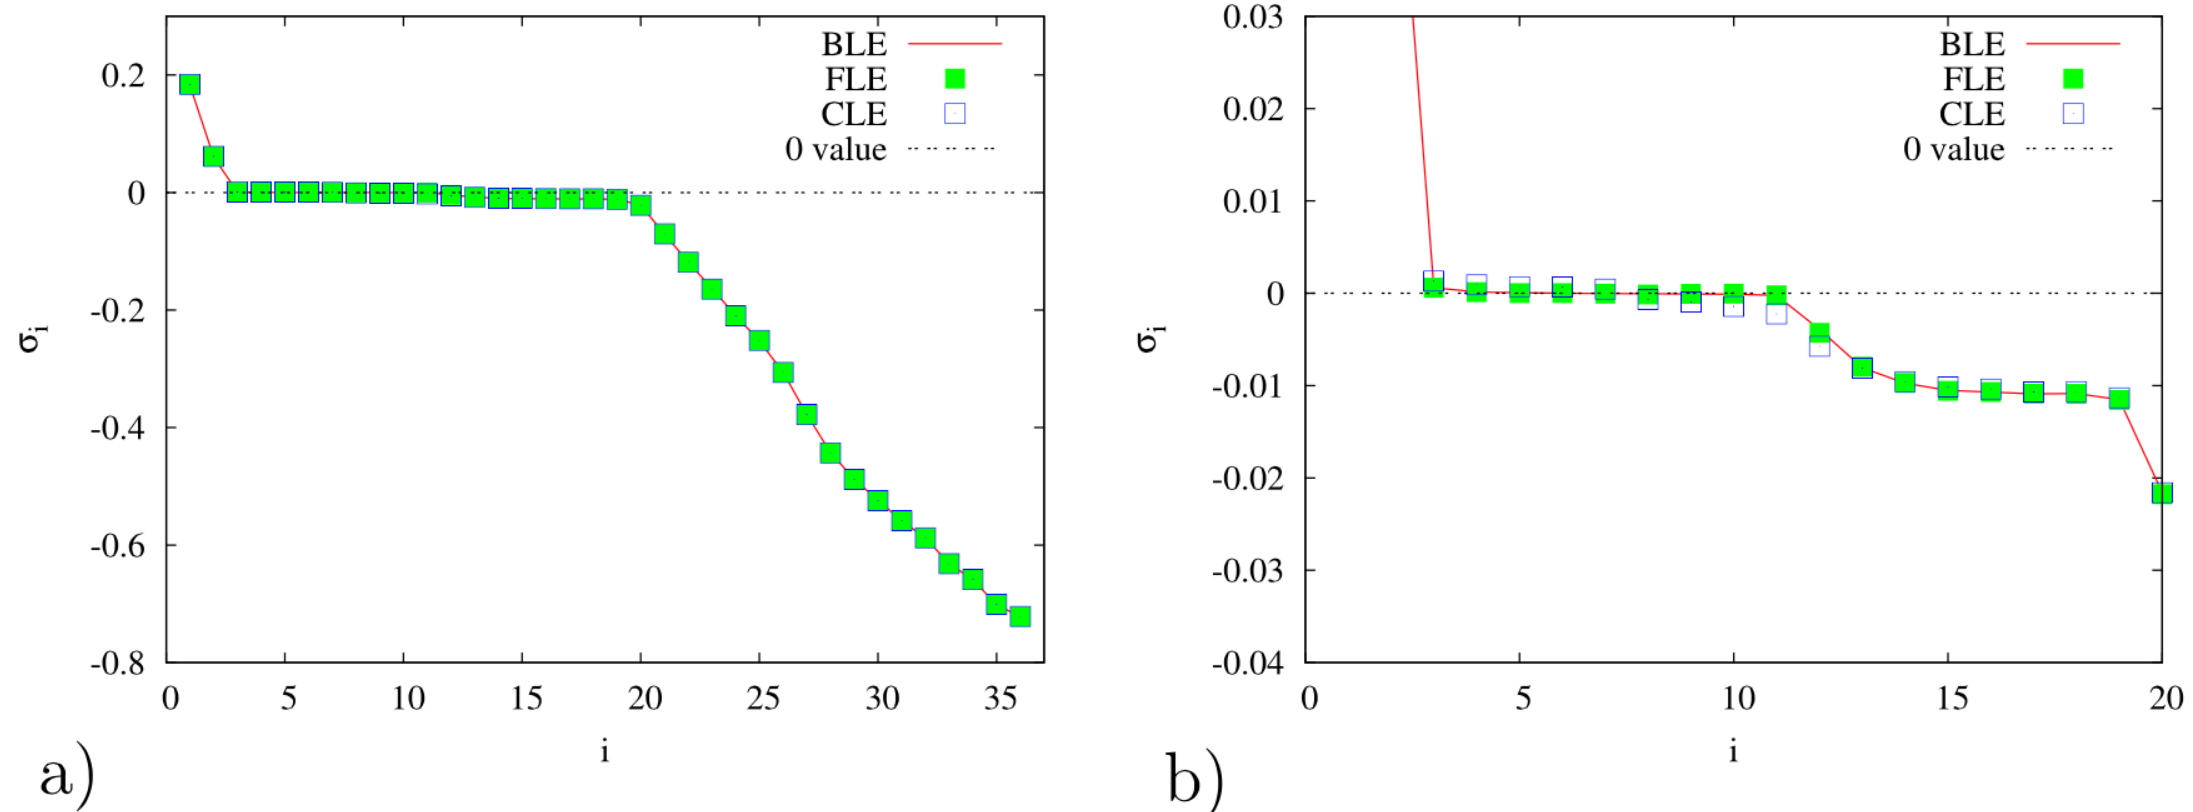 BLE
FLE
CLE
0 value
0.2
0
-0.2
-0.4
-0.6
-0.8
σi
0 5 10 15 20 25 30 35
i
a)
BLE
FLE
CLE
0 value
0.03
0.02
0.01
0
-0.01
-0.02
-0.03
-0.04
σi
0 5 10 15 20
i
b)